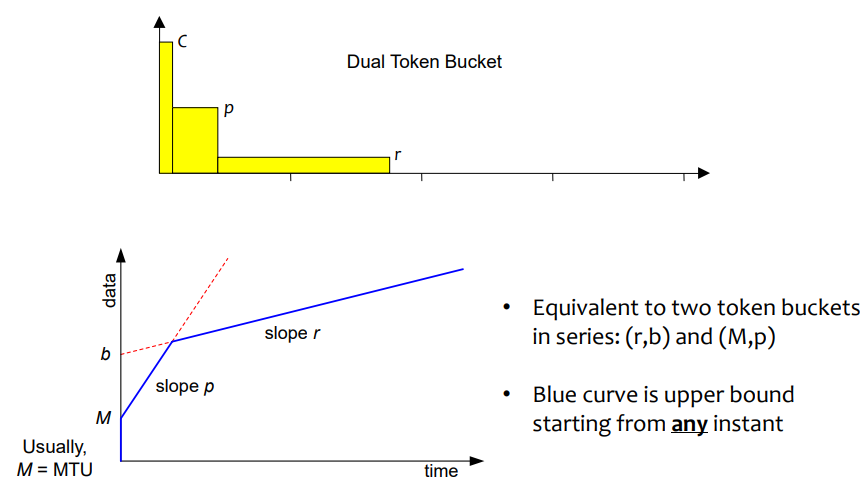 C
Dual Token Bucket
p
r
data
b
slope r
slope p
M
Usually,
M = MTU
time
• Equivalent to two token buckets
in series: (r,b) and (M,p)
• Blue curve is upper bound
starting from any instant